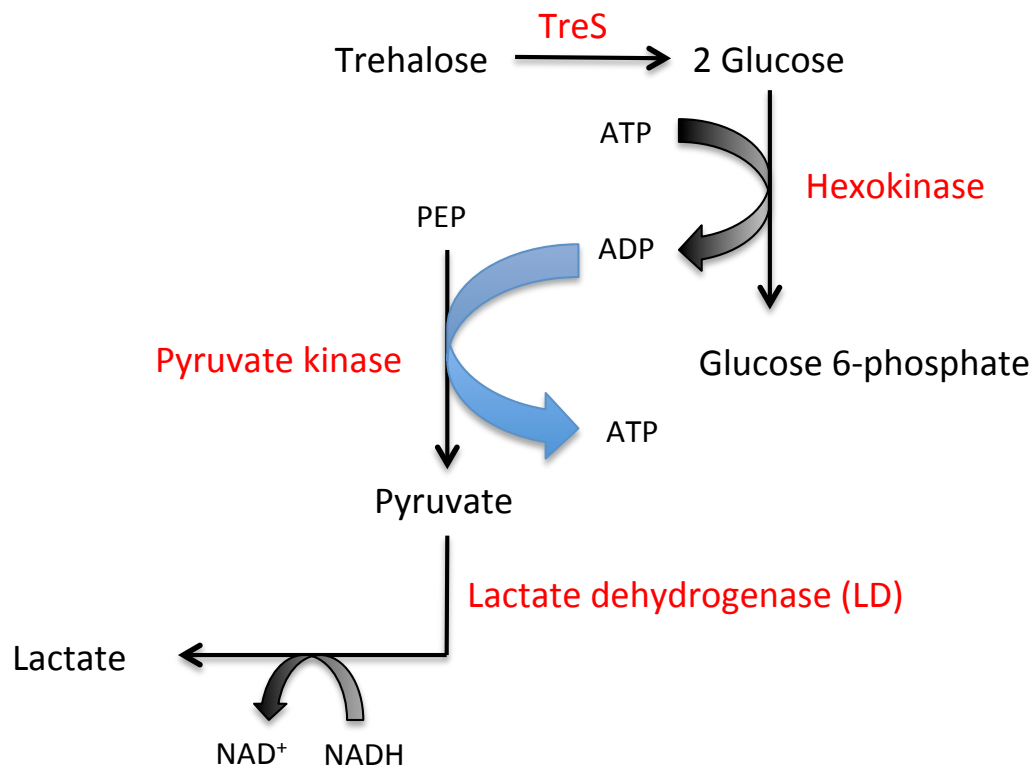 TreS
Trehalose
2 Glucose
ATP
Hexokinase
PEP
ADP
Pyruvate kinase
Glucose 6-phosphate
ATP
Pyruvate
Lactate dehydrogenase (LD)
Lactate
NAD⁺
NADH